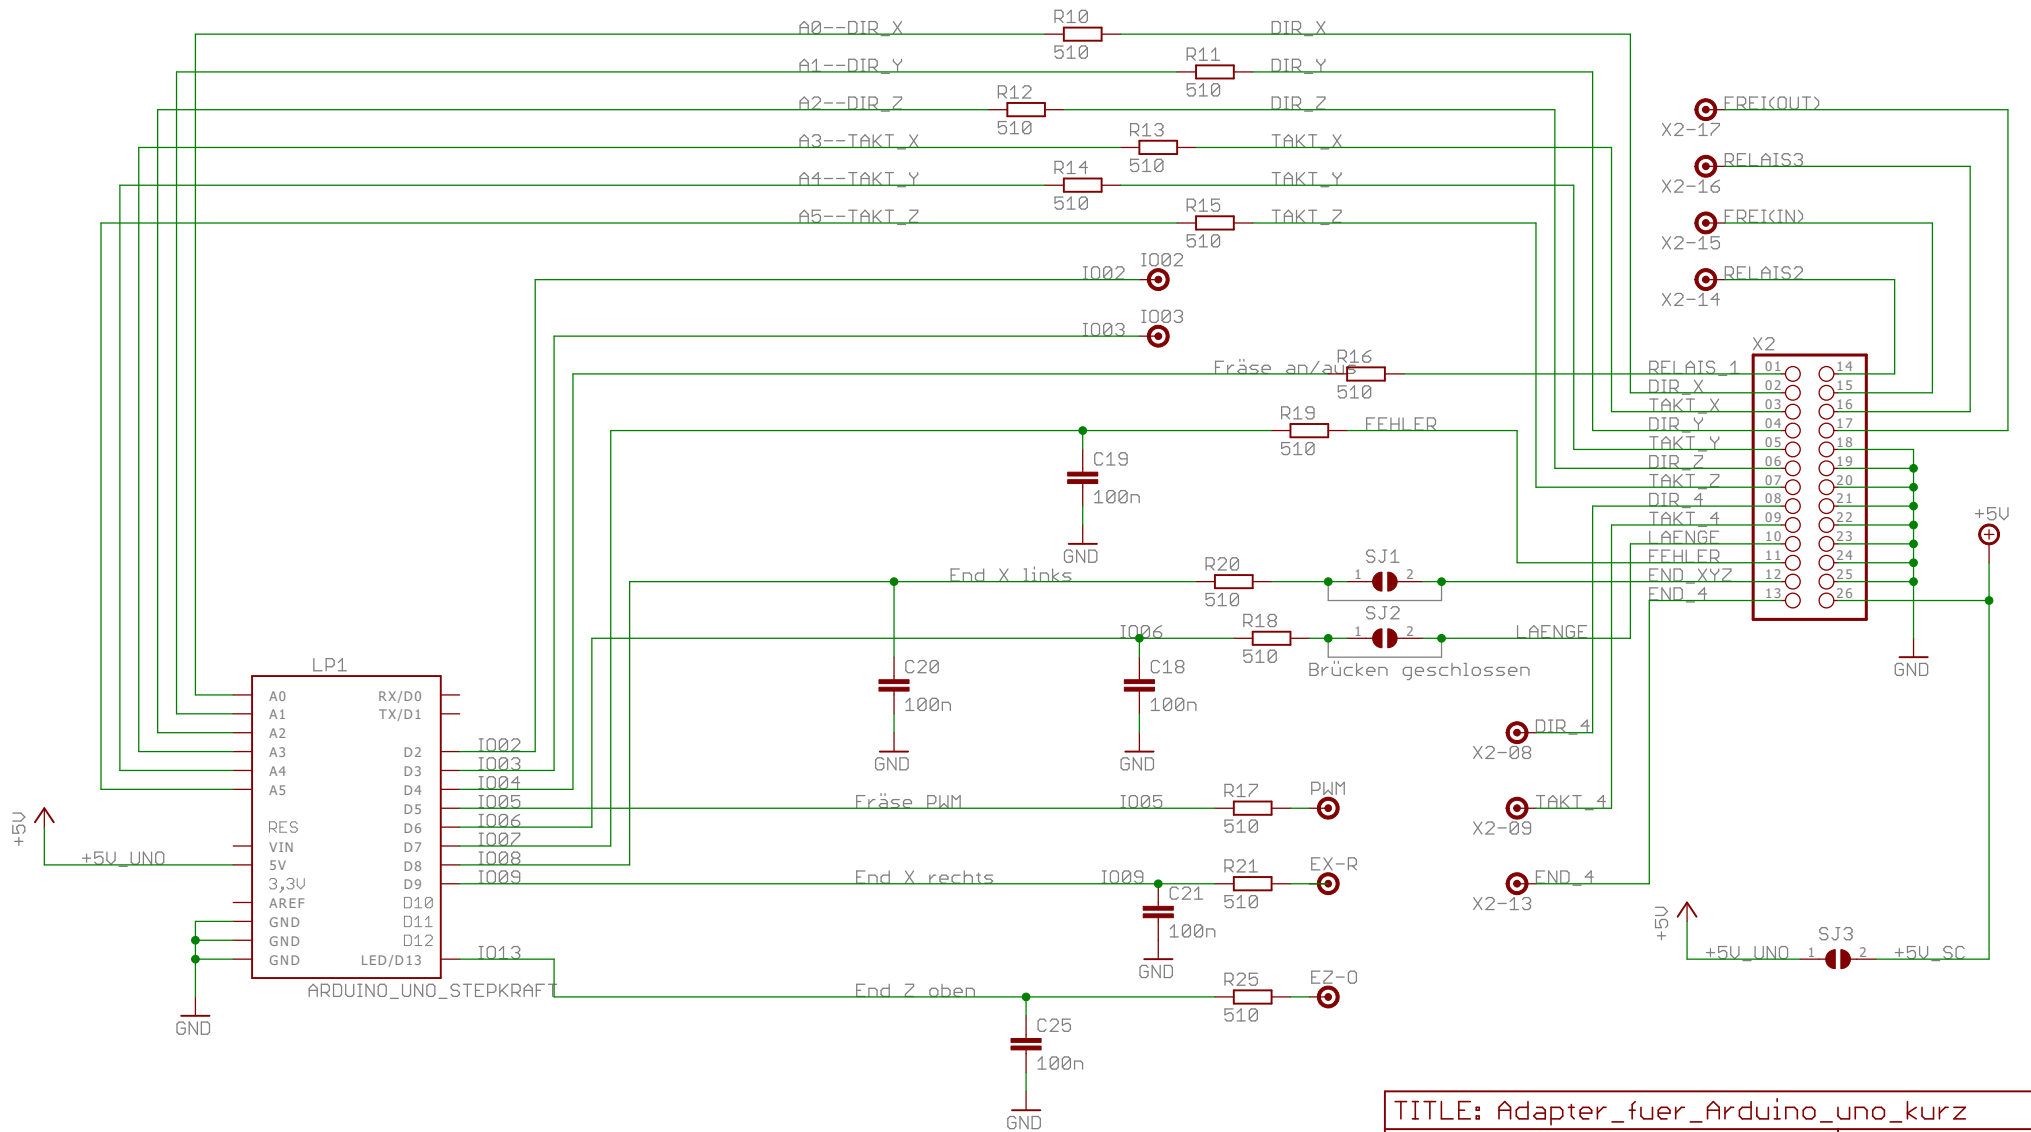 A0--DIR_X
R10
510
DIR_X
A1--DIR_Y
R11
510
DIR_Y
A2--DIR_Z
R12
510
DIR_Z
A3--TAKT_X
R13
510
TAKT_X
A4--TAKT_Y
R14
510
TAKT_Y
A5--TAKT_Z
R15
510
TAKT_Z
FREI(OUT)
X2-17
RELAIS3
X2-16
FREI(IN)
X2-15
RELAIS2
X2-14
IO02
IO02
IO03
IO03
Fräse an/aus
R16
510
R19
510
FEHLER
C19
100n
GND
X2
RELAIS_1
DIR_X
TAKT_X
DIR_Y
TAKT_Y
DIR_Z
TAKT_Z
DIR_4
TAKT_4
LAENGE
FEHLER
END_XYZ
END_4
01
02
03
04
05
06
07
08
09
10
11
12
13
14
15
16
17
18
19
20
21
22
23
24
25
26
+5V
GND
End X links
R20
510
SJ1
1 2
C20
100n
GND
IO06
R18
510
SJ2
1 2
LAENGE
Brücken geschlossen
C18
100n
GND
LP1
A0
A1
A2
A3
A4
A5
RES
VIN
5V
3,3V
AREF
GND
GND
GND
RX/D0
TX/D1
D2
D3
D4
D5
D6
D7
D8
D9
D10
D11
D12
LED/D13
ARDUINO_UNO_STEPKRAFT
+5V
+5V_UNO
GND
IO02
IO03
IO04
IO05
IO06
IO07
IO08
IO09
IO13
Fräse PWM
IO05
R17
510
PWM
End X rechts
IO09
R21
510
EX-R
C21
100n
GND
End Z oben
R25
510
EZ-O
C25
100n
GND
DIR_4
X2-08
TAKT_4
X2-09
END_4
X2-13
+5V
+5V_UNO
SJ3
1 2
+5V_SC
TITLE: Adapter_fuer_Arduino_uno_kurz